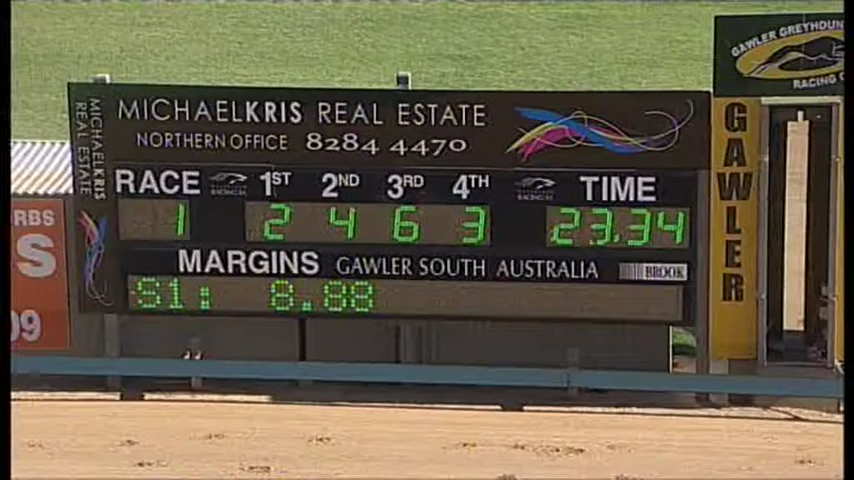 GAWLER GREYHOUN
RACING C
MICHAELKRIS REAL ESTATE
MICHAELKRIS REAL ESTATE
NORTHERN OFFICE 8284 4470
RACE 1ST 2ND 3RD 4TH TIME
1 2 4 6 3 23.34
MARGINS GAWLER SOUTH AUSTRALIA BROOK
S1: 8.88
GAWLER
RBS
S
09